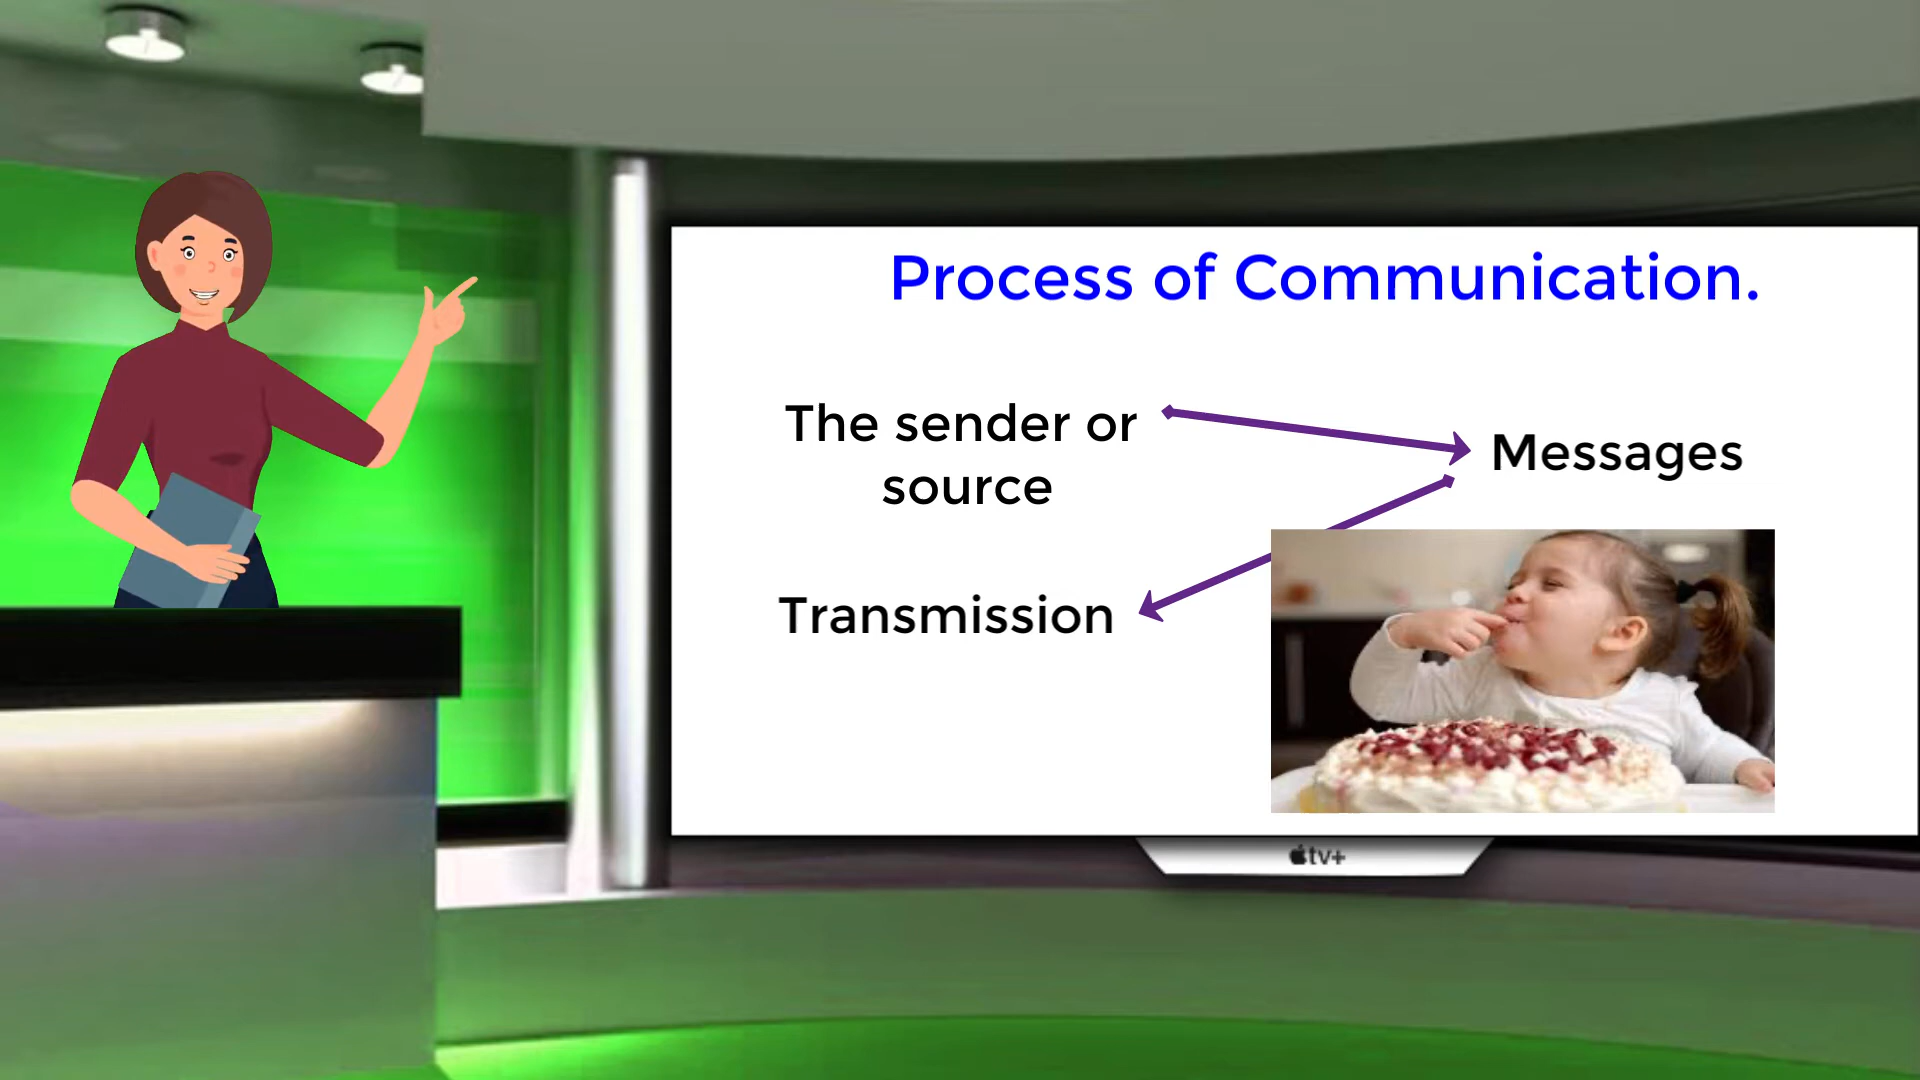 Process of Communication.
The sender or
source
Messages
Transmission
tv+